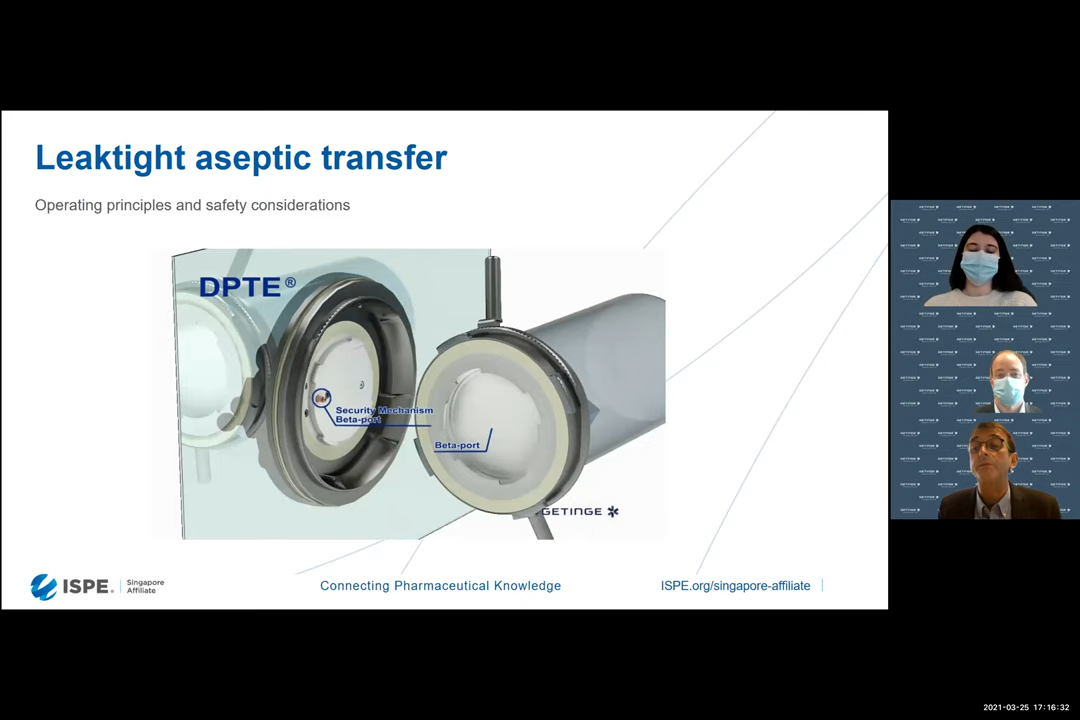 Leaktight aseptic transfer
Operating principles and safety considerations
DPTE®
Security Mechanism
Beta-port
Beta-port
GETINGE
ISPE®
Singapore
Affiliate
Connecting Pharmaceutical Knowledge
ISPE.org/singapore-affiliate
2021-03-25 17:16:32